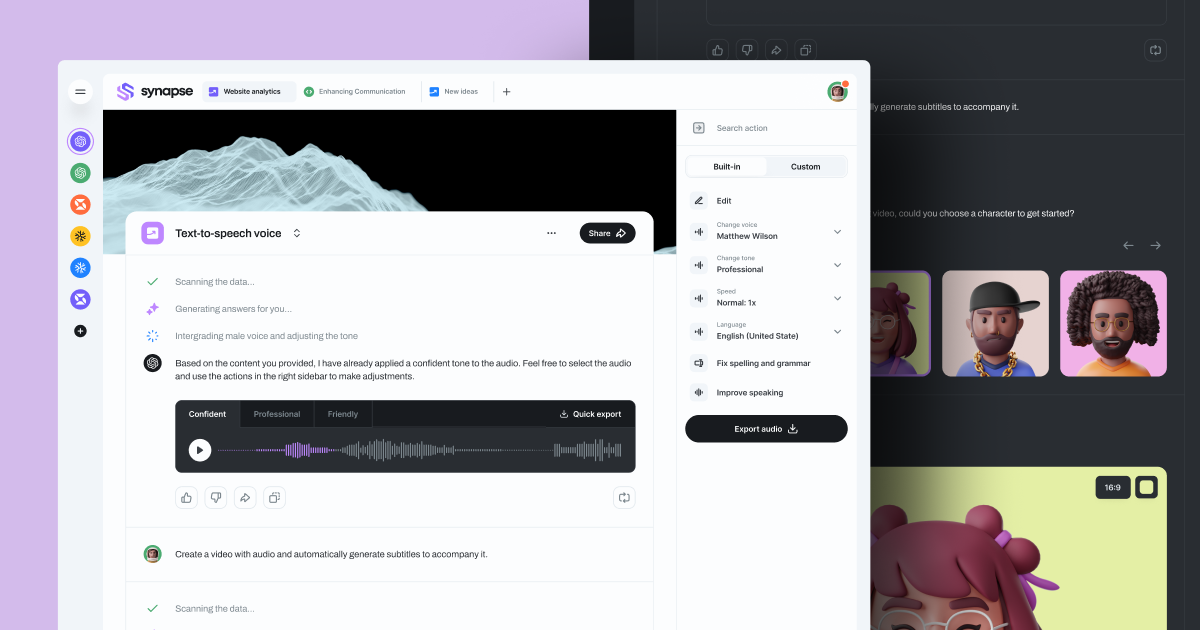 synapse
Website analytics
Enhancing Communication
New ideas
Search action
Built-in
Custom
Edit
Change voice
Matthew Wilson
Change tone
Professional
Speed
Normal: 1x
Language
English (United State)
Fix spelling and grammar
Improve speaking
Export audio
Text-to-speech voice
Share
Scanning the data...
Generating answers for you...
Intergrading male voice and adjusting the tone
Based on the content you provided, I have already applied a confident tone to the audio. Feel free to select the audio
and use the actions in the right sidebar to make adjustments.
Confident
Professional
Friendly
Quick export
Create a video with audio and automatically generate subtitles to accompany it.
Scanning the data...
ly generate subtitles to accompany it.
video, could you choose a character to get started?
16:9